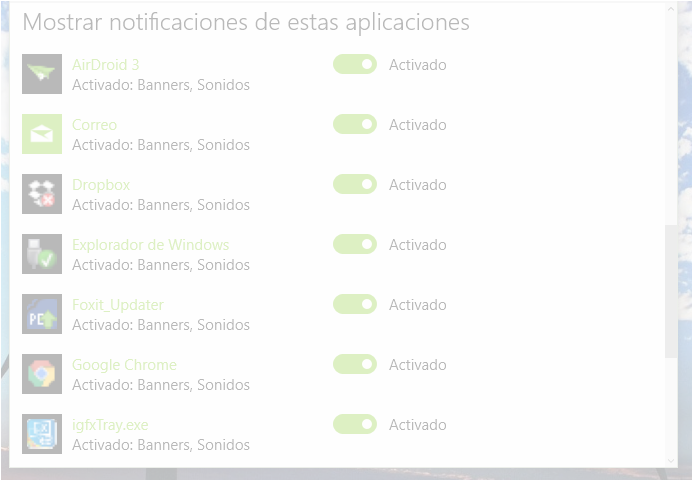 Mostrar notificaciones de estas aplicaciones
AirDroid 3
Activado: Banners, Sonidos
Activado
Correo
Activado: Banners, Sonidos
Activado
Dropbox
Activado: Banners, Sonidos
Activado
Explorador de Windows
Activado: Banners, Sonidos
Activado
Foxit_Updater
Activado: Banners, Sonidos
Activado
Google Chrome
Activado: Banners, Sonidos
Activado
igfxTray.exe
Activado: Banners, Sonidos
Activado